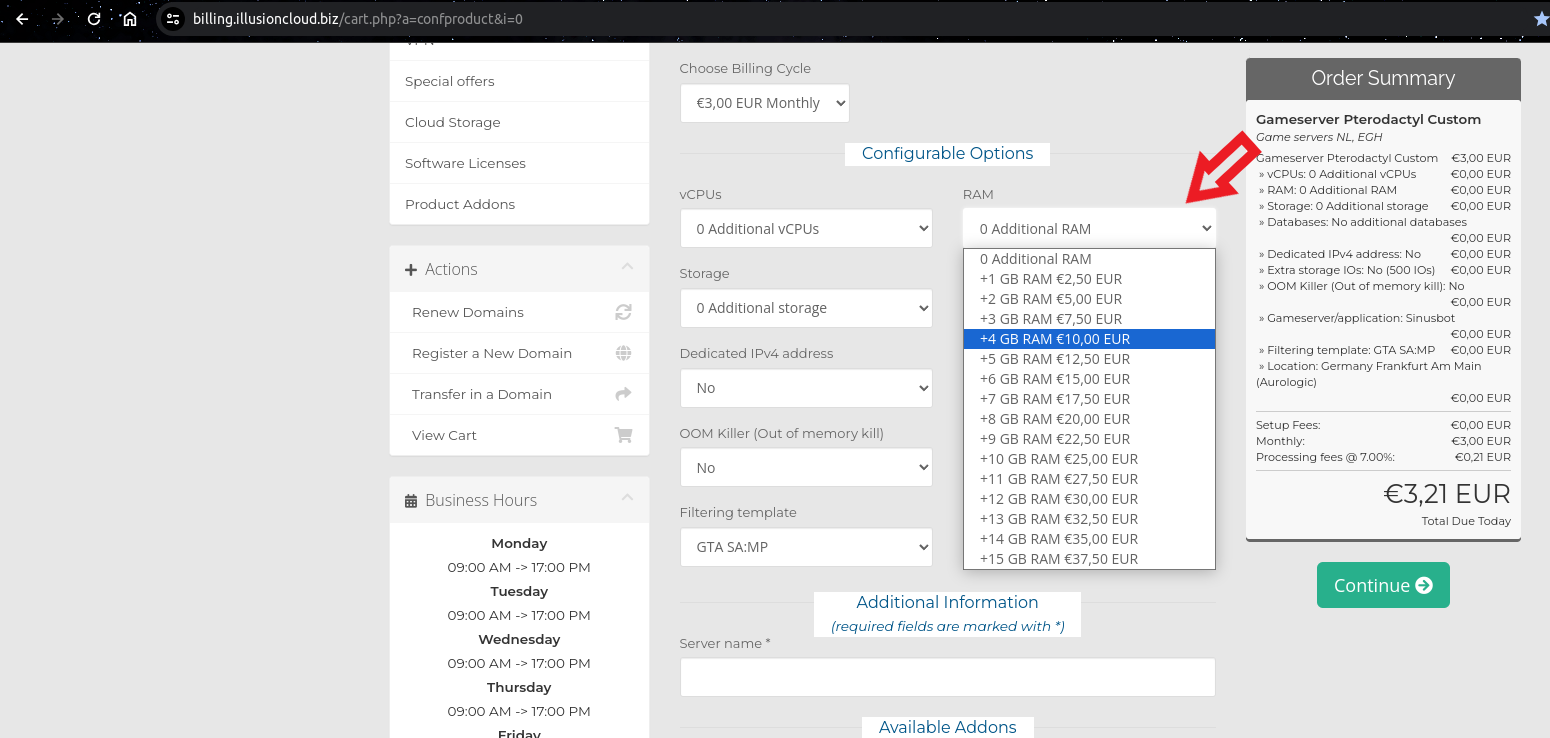 billing.illusioncloud.biz/cart.php?a=confproduct&i=0
Special offers
Cloud Storage
Software Licenses
Product Addons
Actions
Renew Domains
Register a New Domain
Transfer in a Domain
View Cart
Business Hours
Monday
09:00 AM -> 17:00 PM
Tuesday
09:00 AM -> 17:00 PM
Wednesday
09:00 AM -> 17:00 PM
Thursday
09:00 AM -> 17:00 PM
Friday
Choose Billing Cycle
€3,00 EUR Monthly
Configurable Options
vCPUs
0 Additional vCPUs
Storage
0 Additional storage
Dedicated IPv4 address
No
OOM Killer (Out of memory kill)
No
Filtering template
GTA SA:MP
RAM
0 Additional RAM
0 Additional RAM
+1 GB RAM €2,50 EUR
+2 GB RAM €5,00 EUR
+3 GB RAM €7,50 EUR
+4 GB RAM €10,00 EUR
+5 GB RAM €12,50 EUR
+6 GB RAM €15,00 EUR
+7 GB RAM €17,50 EUR
+8 GB RAM €20,00 EUR
+9 GB RAM €22,50 EUR
+10 GB RAM €25,00 EUR
+11 GB RAM €27,50 EUR
+12 GB RAM €30,00 EUR
+13 GB RAM €32,50 EUR
+14 GB RAM €35,00 EUR
+15 GB RAM €37,50 EUR
Additional Information
(required fields are marked with *)
Server name *
Available Addons
Order Summary
Gameserver Pterodactyl Custom
Game servers NL, EGH
Gameserver Pterodactyl Custom €3,00 EUR
» vCPUs: 0 Additional vCPUs €0,00 EUR
» RAM: 0 Additional RAM €0,00 EUR
» Storage: 0 Additional storage €0,00 EUR
» Databases: No additional databases
€0,00 EUR
» Dedicated IPv4 address: No €0,00 EUR
» Extra storage IOs: No (500 IOs) €0,00 EUR
» OOM Killer (Out of memory kill): No
€0,00 EUR
» Gameserver/application: Sinusbot
€0,00 EUR
» Filtering template: GTA SA:MP €0,00 EUR
» Location: Germany Frankfurt Am Main
(Aurologic)
€0,00 EUR
Setup Fees: €0,00 EUR
Monthly: €3,00 EUR
Processing fees @ 7.00%: €0,21 EUR
€3,21 EUR
Total Due Today
Continue